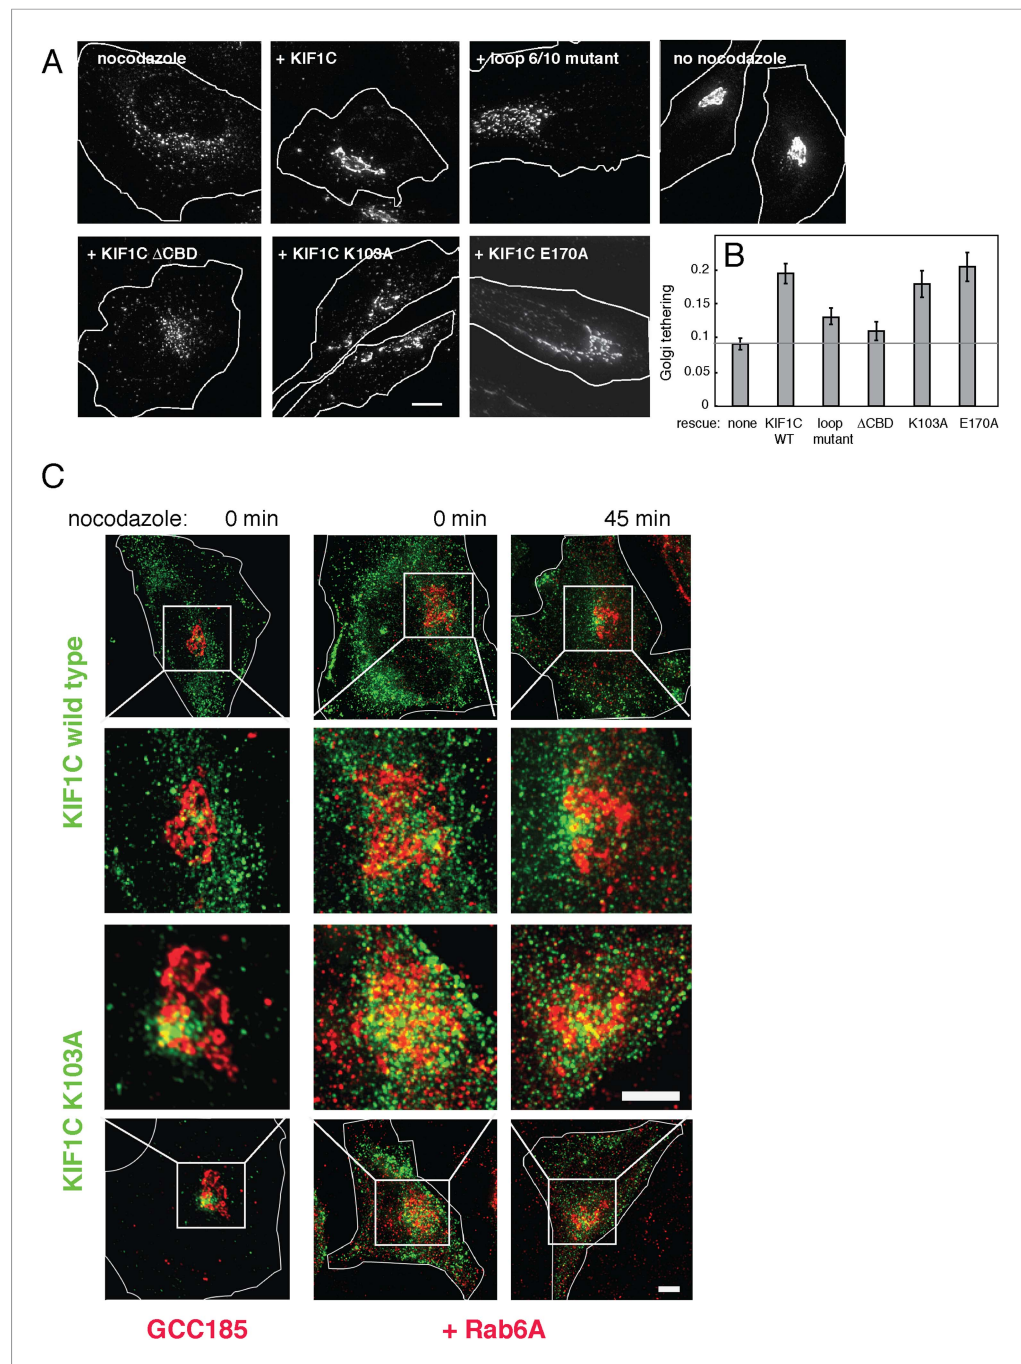 A
nocodazole
+ KIF1C
+ loop 6/10 mutant
no nocodazole
+ KIF1C ΔCBD
+ KIF1C K103A
+ KIF1C E170A
B
Golgi tethering
0.2
0.15
0.1
0.05
0
rescue: none KIF1C WT loop mutant ΔCBD K103A E170A
C
nocodazole: 0 min 0 min 45 min
KIF1C wild type
KIF1C K103A
GCC185 + Rab6A